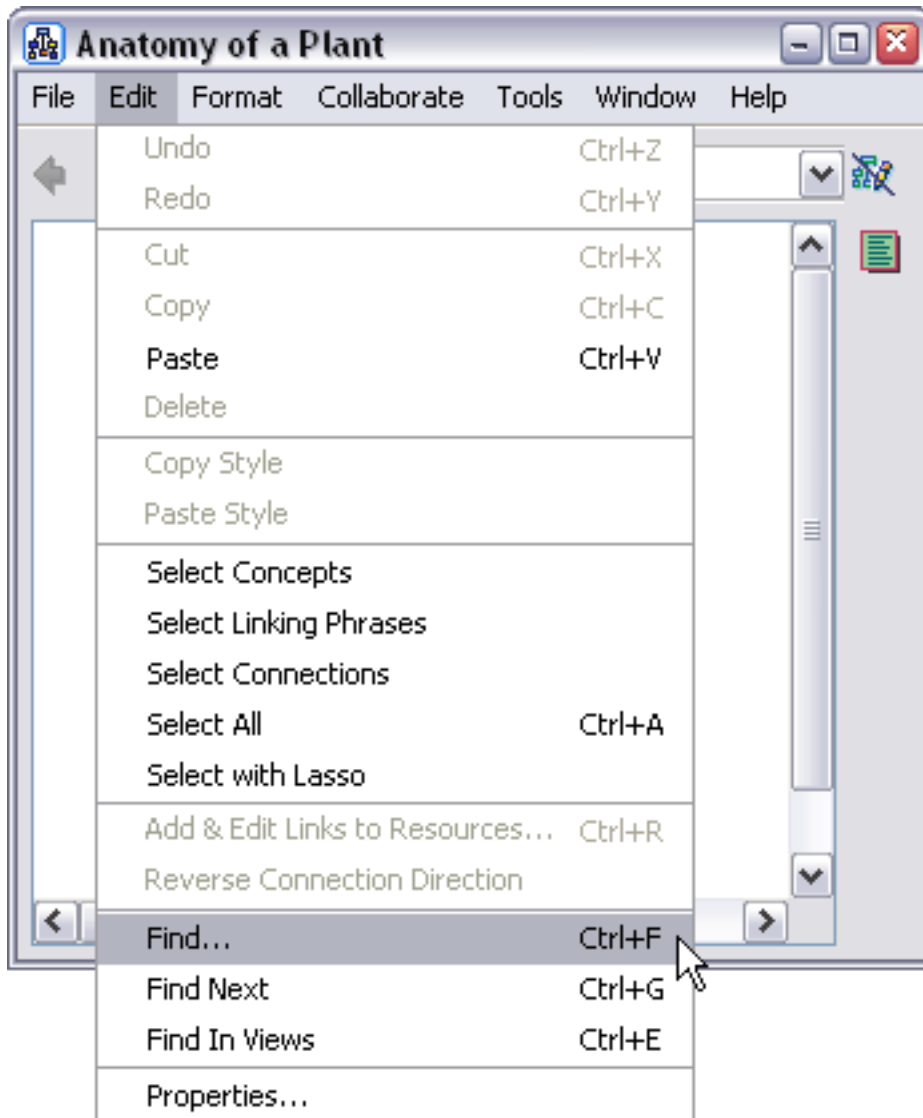 Anatomy of a Plant
File Edit Format Collaborate Tools Window Help
Undo Ctrl+Z
Redo Ctrl+Y
Cut Ctrl+X
Copy Ctrl+C
Paste Ctrl+V
Delete
Copy Style
Paste Style
Select Concepts
Select Linking Phrases
Select Connections
Select All Ctrl+A
Select with Lasso
Add & Edit Links to Resources... Ctrl+R
Reverse Connection Direction
Find... Ctrl+F
Find Next Ctrl+G
Find In Views Ctrl+E
Properties...